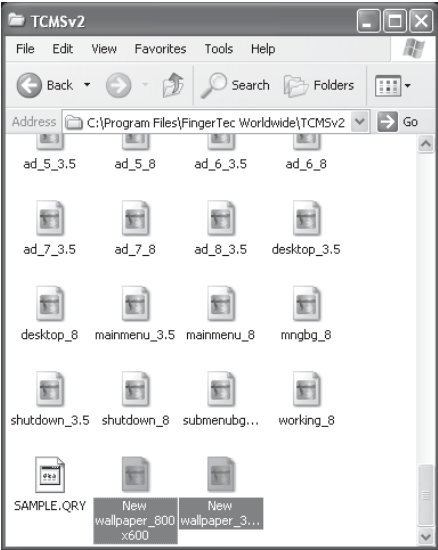 TCMSv2
File Edit View Favorites Tools Help
Back Search Folders
Address C:\Program Files\FingerTec Worldwide\TCMSv2 Go
ad_5_3.5 ad_5_8 ad_6_3.5 ad_6_8
ad_7_3.5 ad_7_8 ad_8_3.5 desktop_3.5
desktop_8 mainmenu_3.5 mainmenu_8 mngbg_8
shutdown_3.5 shutdown_8 submenubg... working_8
SAMPLE.QRY New New
wallpaper_800 wallpaper_3...
x600